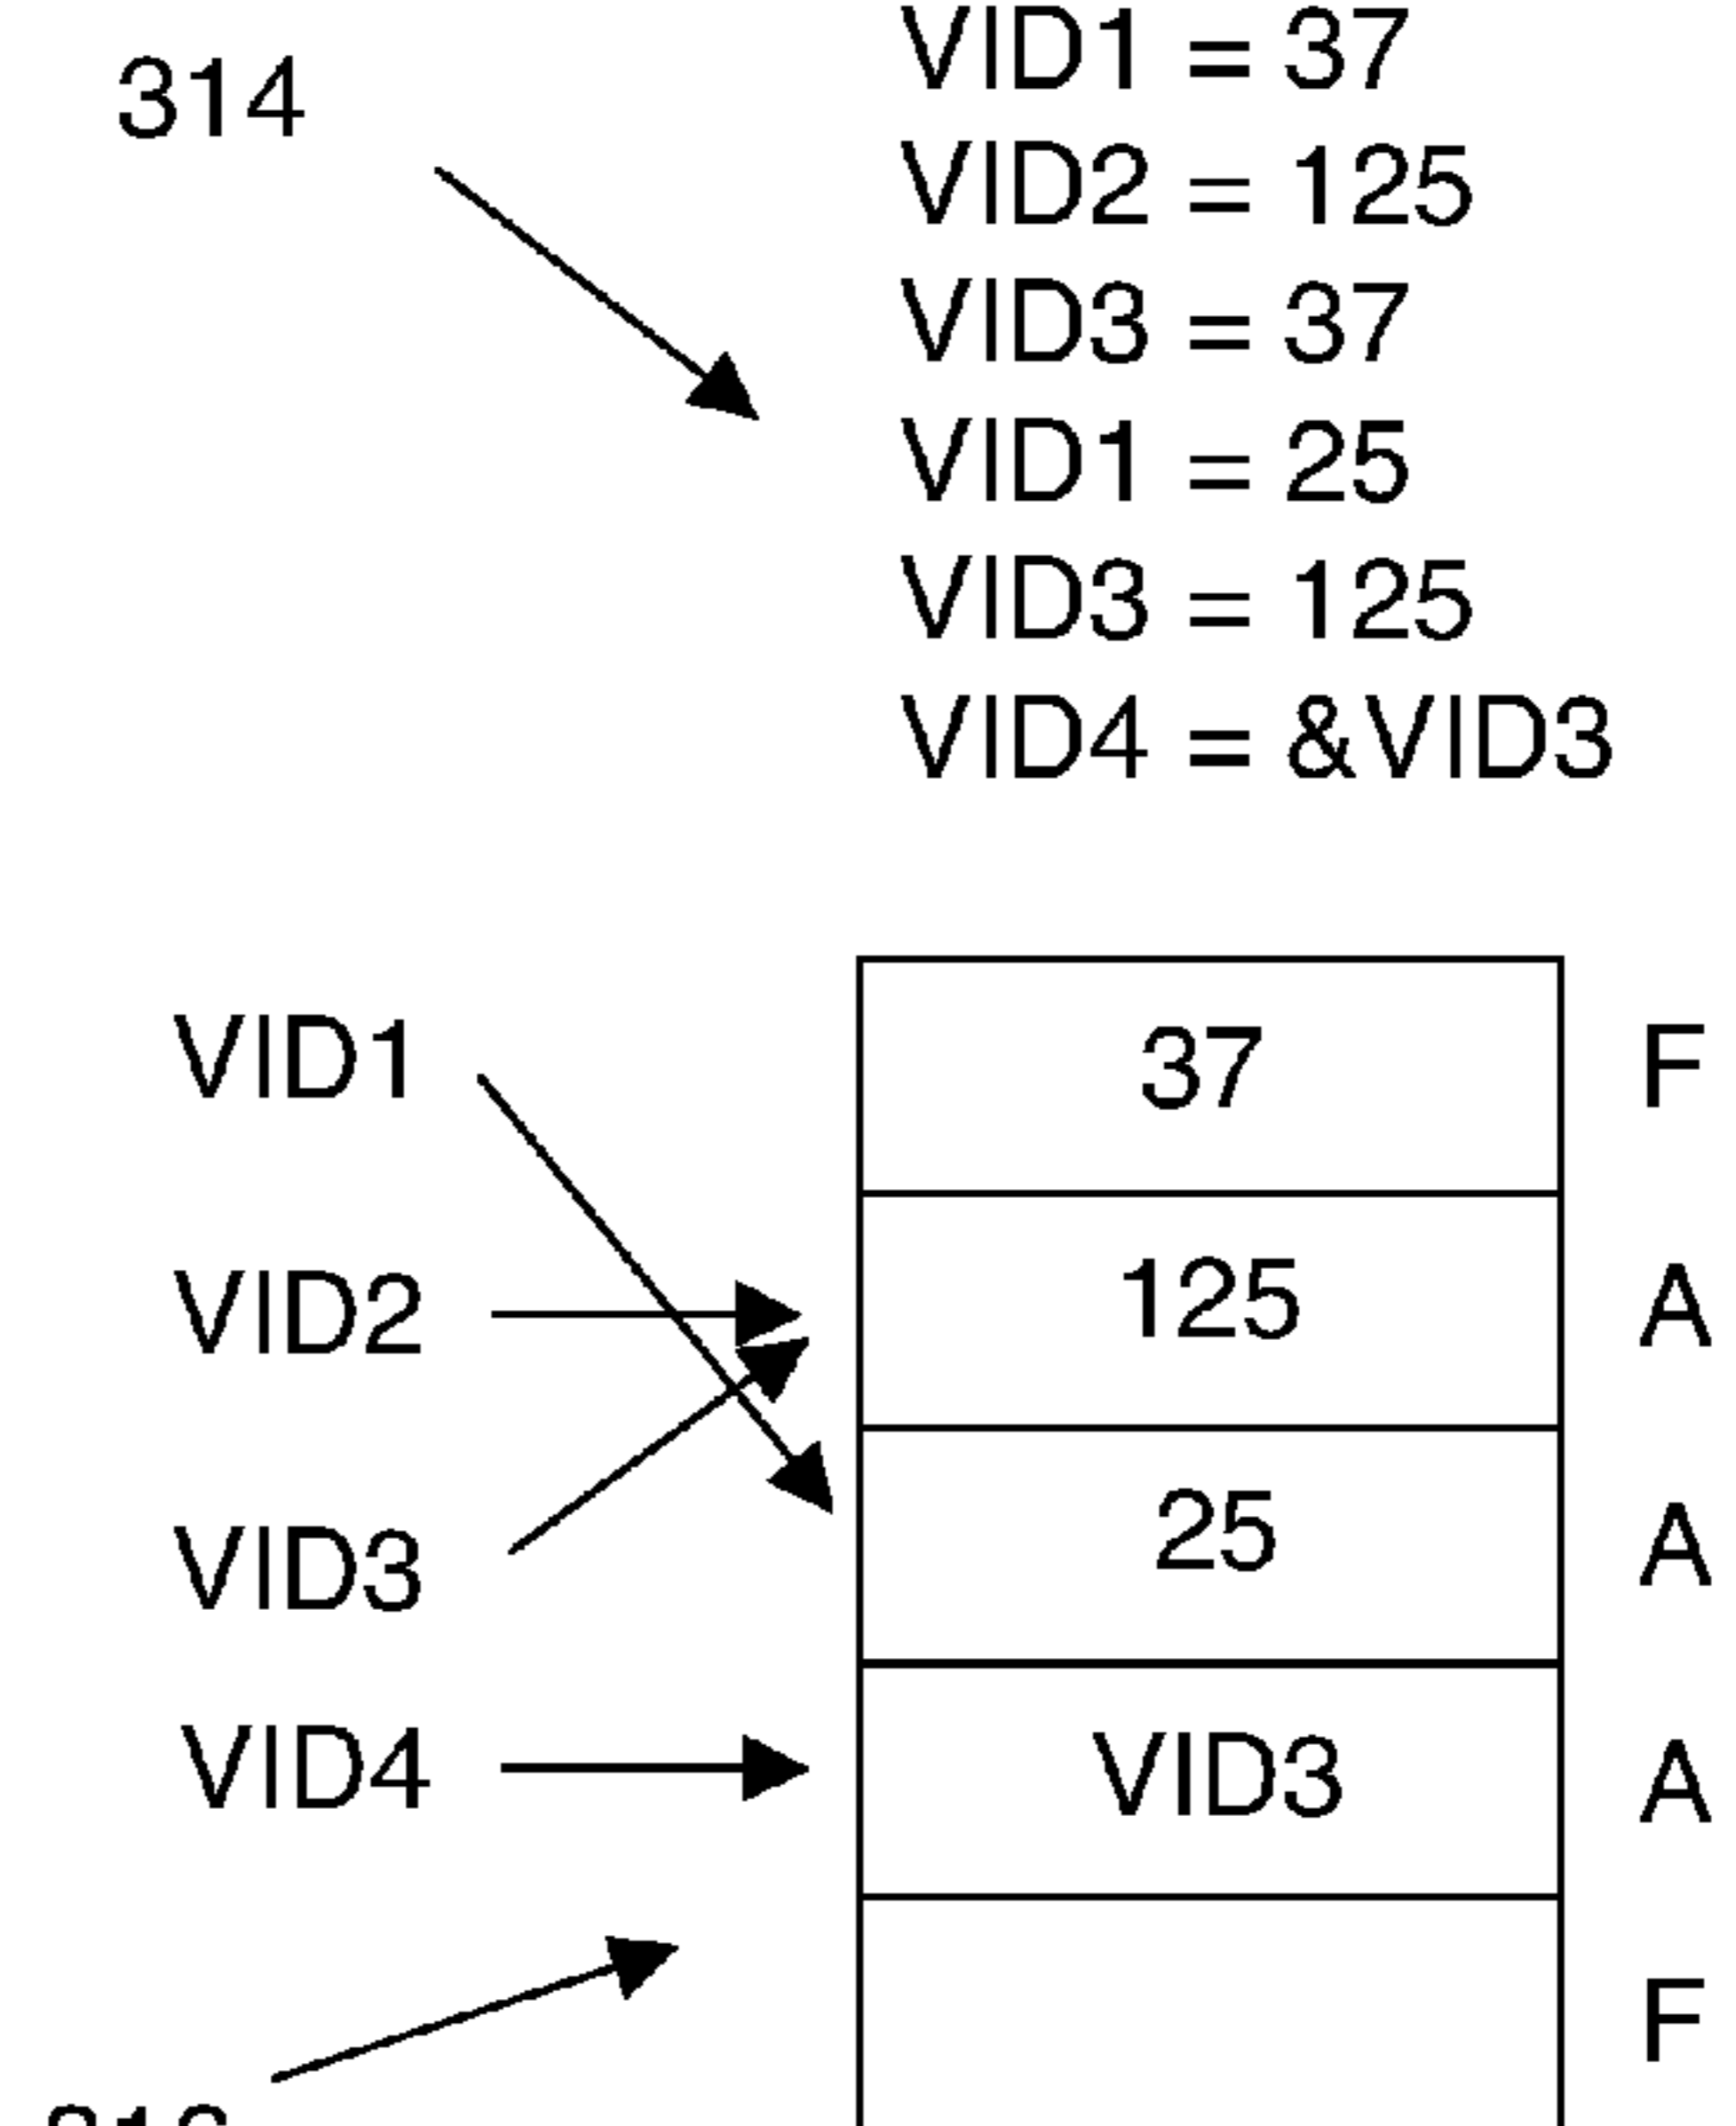 314
VID1 = 37
VID2 = 125
VID3 = 37
VID1 = 25
VID3 = 125
VID4 = &VID3
VID1
37
F
VID2
125
A
VID3
25
A
VID4
VID3
A
F